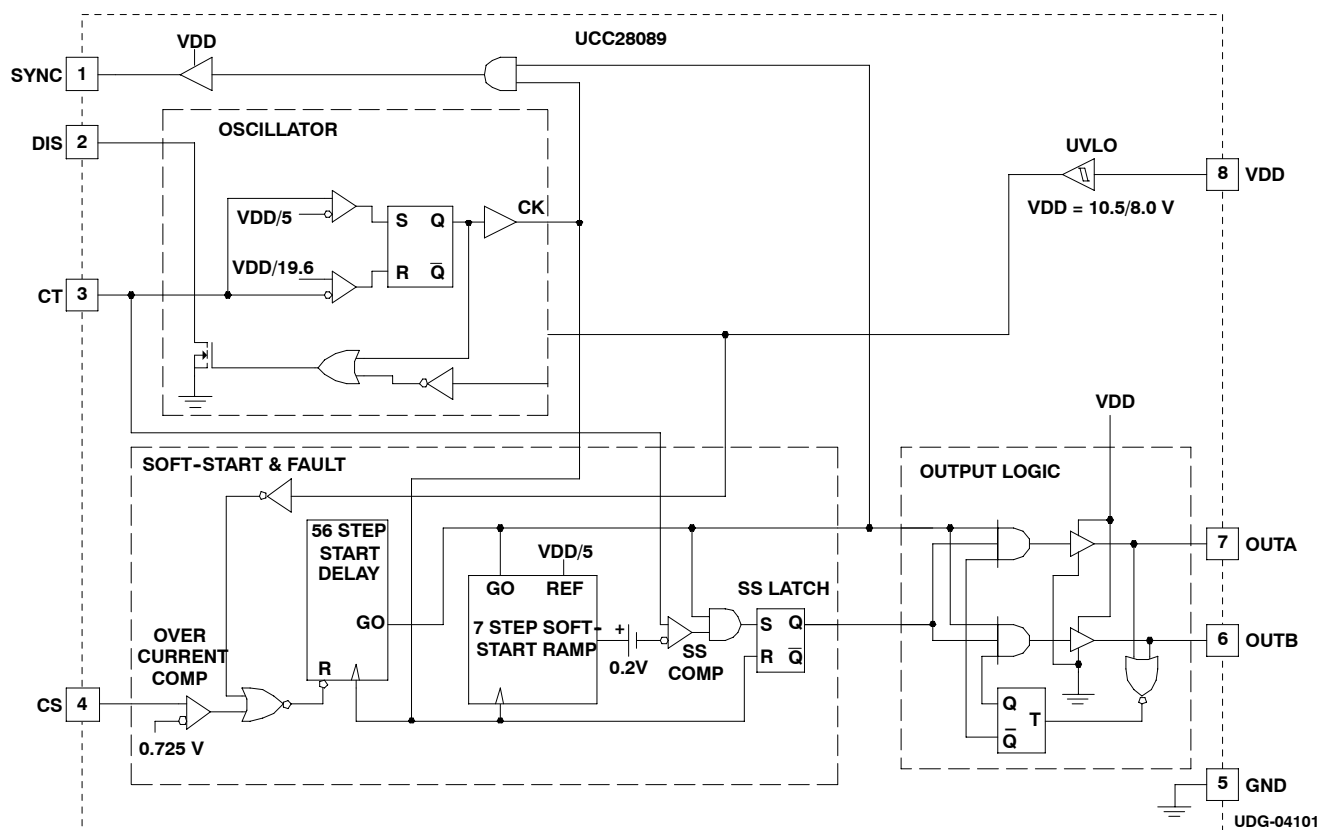 UCC28089
VDD
SYNC
1
DIS
2
OSCILLATOR
UVLO
8
VDD
VDD = 10.5/8.0 V
CK
VDD/5
S
Q
VDD/19.6
R
Q
CT
3
VDD
SOFT-START & FAULT
OUTPUT LOGIC
56 STEP
START
DELAY
GO
R
VDD/5
GO
REF
7 STEP SOFT-
START RAMP
+
0.2V
SS
COMP
SS LATCH
S
Q
R
Q
7
OUTA
6
OUTB
OVER
CURRENT
COMP
CS
4
0.725 V
Q
T
Q
5
GND
UDG-04101